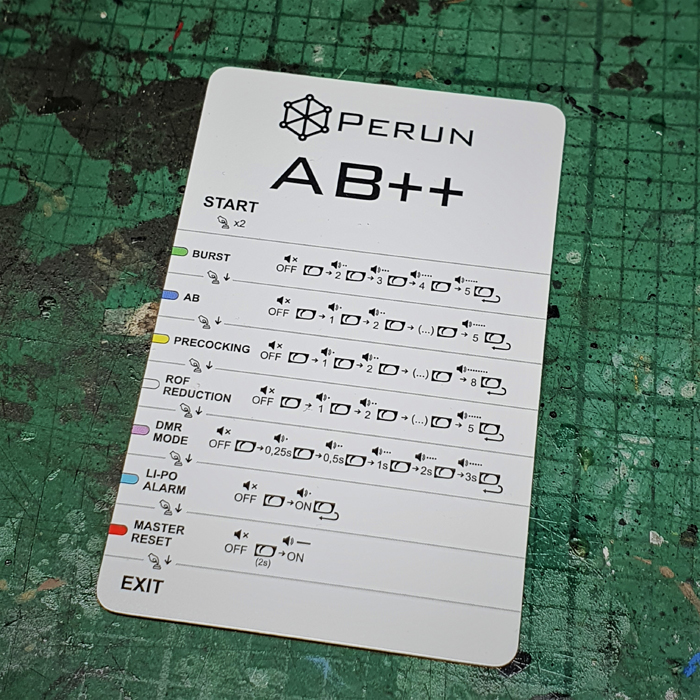 PERUN
AB++
START
x2
BURST OFF → 2 → 3 → 4 → 5
AB OFF → 1 → 2 → (...) → 5
PRECOCKING OFF → 1 → 2 → (...) → 8
ROF
REDUCTION OFF → 1 → 2 → (...) → 5
DMR
MODE OFF → 0,25s → 0,5s → 1s → 2s → 3s
LI-PO
ALARM OFF → ON
MASTER
RESET OFF → ON
(2s)
EXIT